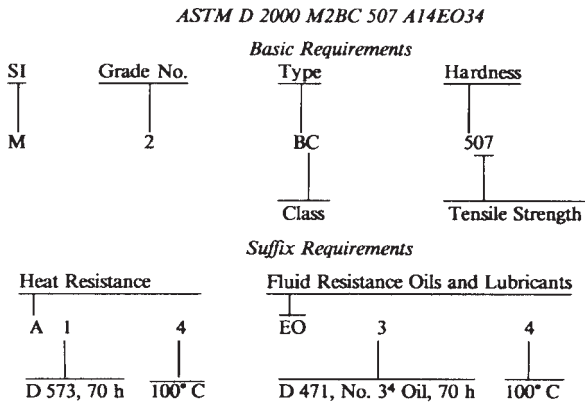 ASTM D 2000 M2BC 507 A14EO34
Basic Requirements
SI Grade No. Type Hardness
M 2 BC 507
Class Tensile Strength
Suffix Requirements
Heat Resistance Fluid Resistance Oils and Lubricants
A 1 4 EO 3 4
D 573, 70 h 100° C D 471, No. 3⁴ Oil, 70 h 100° C